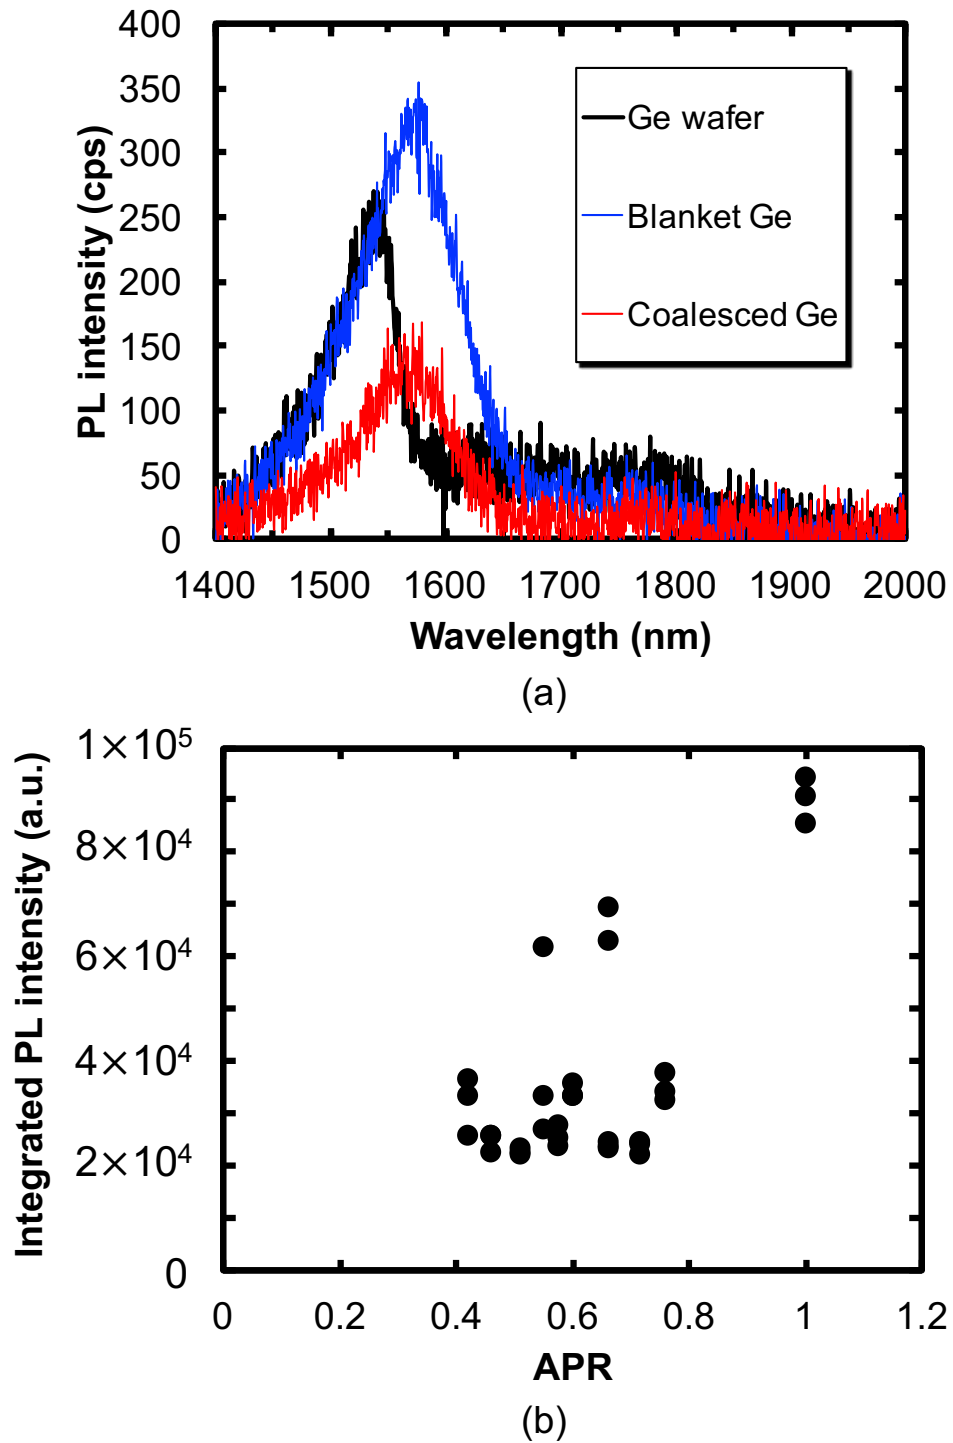 400
350
300
250
200
150
100
50
0
PL intensity (cps)
Ge wafer
Blanket Ge
Coalesced Ge
1400 1500 1600 1700 1800 1900 2000
Wavelength (nm)
(a)
1×10⁵
8×10⁴
6×10⁴
4×10⁴
2×10⁴
0
Integrated PL intensity (a.u.)
0 0.2 0.4 0.6 0.8 1 1.2
APR
(b)